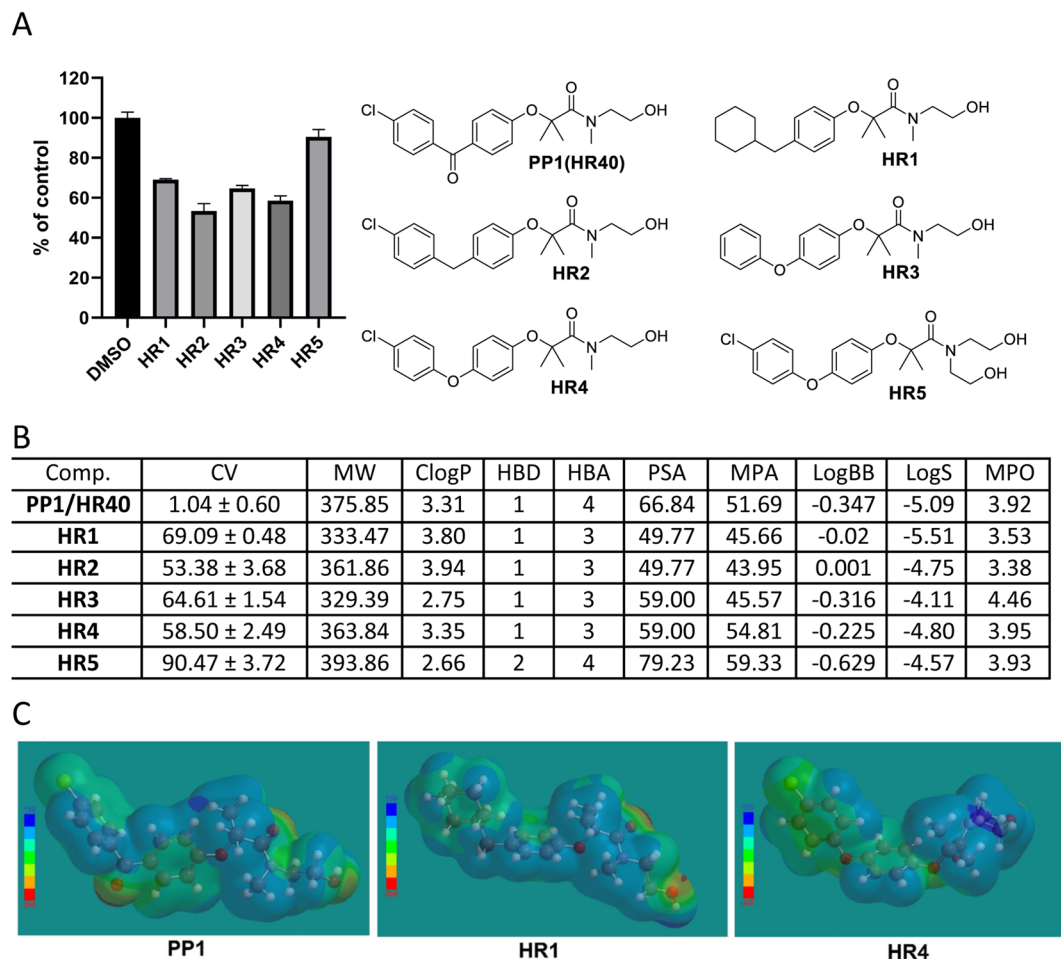 A
120
100
80
60
40
20
0
% of control
DMSO
HR1
HR2
HR3
HR4
HR5
Cl
O
O
O
N
OH
PP1(HR40)
O
O
N
OH
HR1
Cl
O
O
N
OH
HR2
O
O
O
N
OH
HR3
Cl
O
O
O
N
OH
HR4
Cl
O
O
O
N
OH
OH
HR5
B
Comp. CV MW ClogP HBD HBA PSA MPA LogBB LogS MPO
PP1/HR40 1.04 ± 0.60 375.85 3.31 1 4 66.84 51.69 -0.347 -5.09 3.92
HR1 69.09 ± 0.48 333.47 3.80 1 3 49.77 45.66 -0.02 -5.51 3.53
HR2 53.38 ± 3.68 361.86 3.94 1 3 49.77 43.95 0.001 -4.75 3.38
HR3 64.61 ± 1.54 329.39 2.75 1 3 59.00 45.57 -0.316 -4.11 4.46
HR4 58.50 ± 2.49 363.84 3.35 1 3 59.00 54.81 -0.225 -4.80 3.95
HR5 90.47 ± 3.72 393.86 2.66 2 4 79.23 59.33 -0.629 -4.57 3.93
C
PP1
HR1
HR4